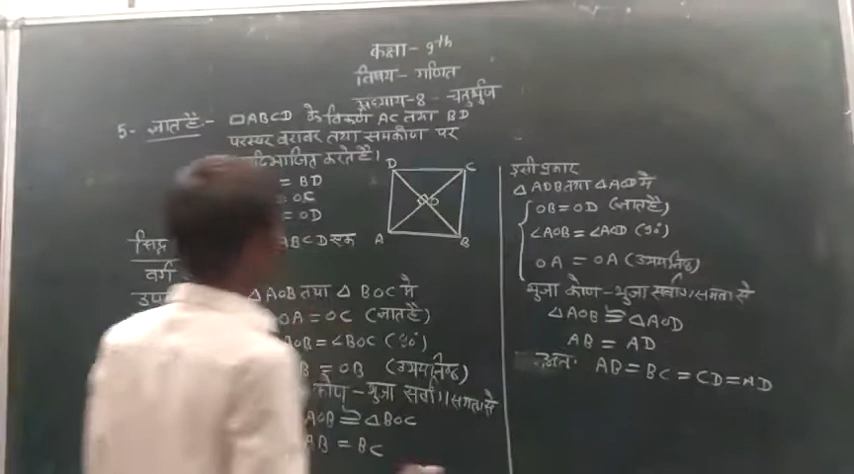 कक्षा - 9th
विषय - गणित
अध्याय - 8 - चतुर्भुज
5 - ज्ञात है :- □ABCD के विकर्ण AC तथा BD
परस्पर बराबर तथा समकोण पर
द्विभाजित करते है।
= BD
= OC
= OD
D C
O
A B
सिद्ध ABCD एक
वर्ग
△AOB तथा △ BOC में
OA = OC (ज्ञात है)
AOB = ∠BOC (90°)
B = OB (उभयनिष्ठ)
कोण - भुजा सर्वांगसमता से
AOB ≅ △BOC
AB = BC
इसी प्रकार
△ AOB तथा △AOD में
OB = OD (ज्ञात है)
∠AOB = ∠AOD (90°)
OA = OA (उभयनिष्ठ)
भुजा कोण - भुजा सर्वांगसमता से
△AOB ≅ △AOD
AB = AD
अतः AB = BC = CD = AD